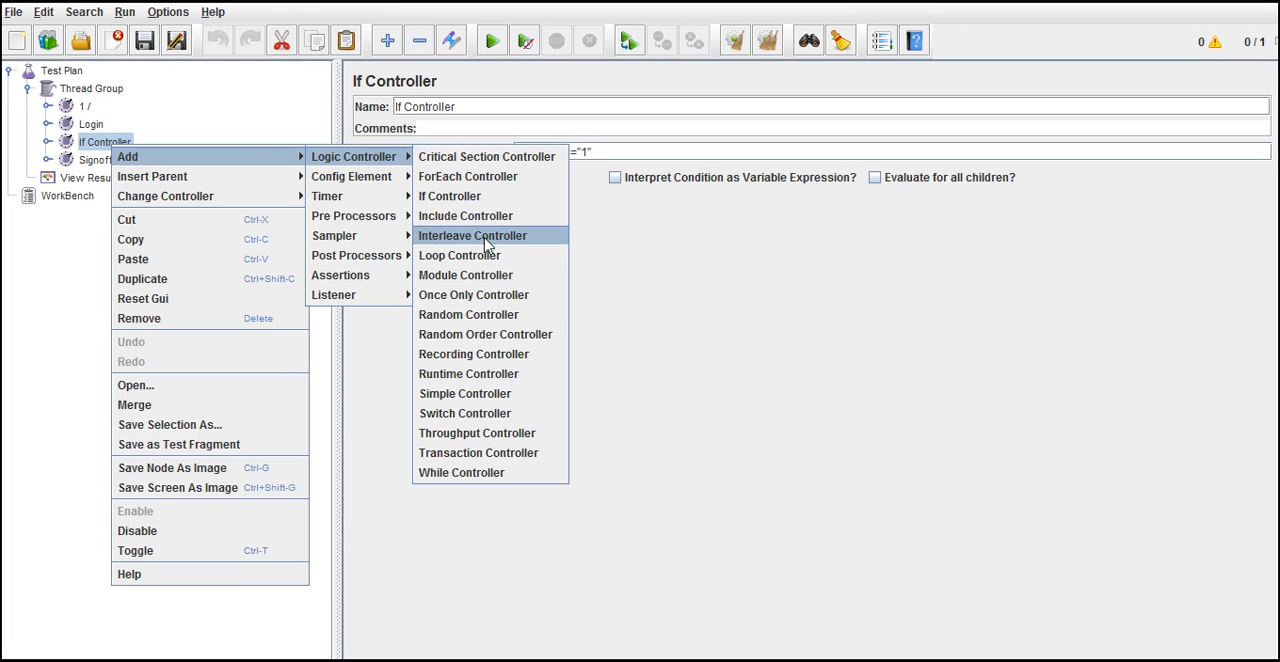 File Edit Search Run Options Help
0 0 / 1
Test Plan
Thread Group
1 /
Login
If Controller
Signoff
View Resu
WorkBench
If Controller
Name: If Controller
Comments:
="1"
Interpret Condition as Variable Expression? Evaluate for all children?
Add
Insert Parent
Change Controller
Cut Ctrl-X
Copy Ctrl-C
Paste Ctrl-V
Duplicate Ctrl+Shift-C
Reset Gui
Remove Delete
Undo
Redo
Open...
Merge
Save Selection As...
Save as Test Fragment
Save Node As Image Ctrl-G
Save Screen As Image Ctrl+Shift-G
Enable
Disable
Toggle Ctrl-T
Help
Logic Controller
Config Element
Timer
Pre Processors
Sampler
Post Processors
Assertions
Listener
Critical Section Controller
ForEach Controller
If Controller
Include Controller
Interleave Controller
Loop Controller
Module Controller
Once Only Controller
Random Controller
Random Order Controller
Recording Controller
Runtime Controller
Simple Controller
Switch Controller
Throughput Controller
Transaction Controller
While Controller